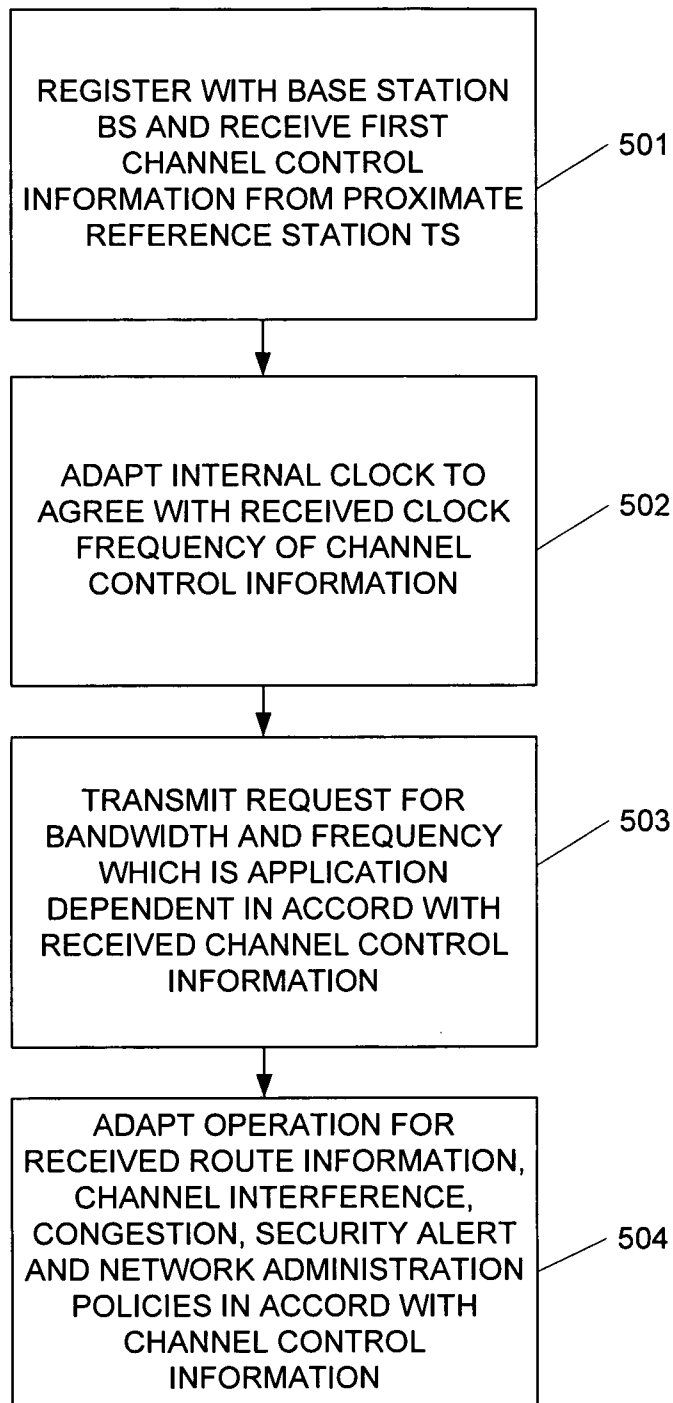 REGISTER WITH BASE STATION
BS AND RECEIVE FIRST
CHANNEL CONTROL
INFORMATION FROM PROXIMATE
REFERENCE STATION TS
501
ADAPT INTERNAL CLOCK TO
AGREE WITH RECEIVED CLOCK
FREQUENCY OF CHANNEL
CONTROL INFORMATION
502
TRANSMIT REQUEST FOR
BANDWIDTH AND FREQUENCY
WHICH IS APPLICATION
DEPENDENT IN ACCORD WITH
RECEIVED CHANNEL CONTROL
INFORMATION
503
ADAPT OPERATION FOR
RECEIVED ROUTE INFORMATION,
CHANNEL INTERFERENCE,
CONGESTION, SECURITY ALERT
AND NETWORK ADMINISTRATION
POLICIES IN ACCORD WITH
CHANNEL CONTROL
INFORMATION
504